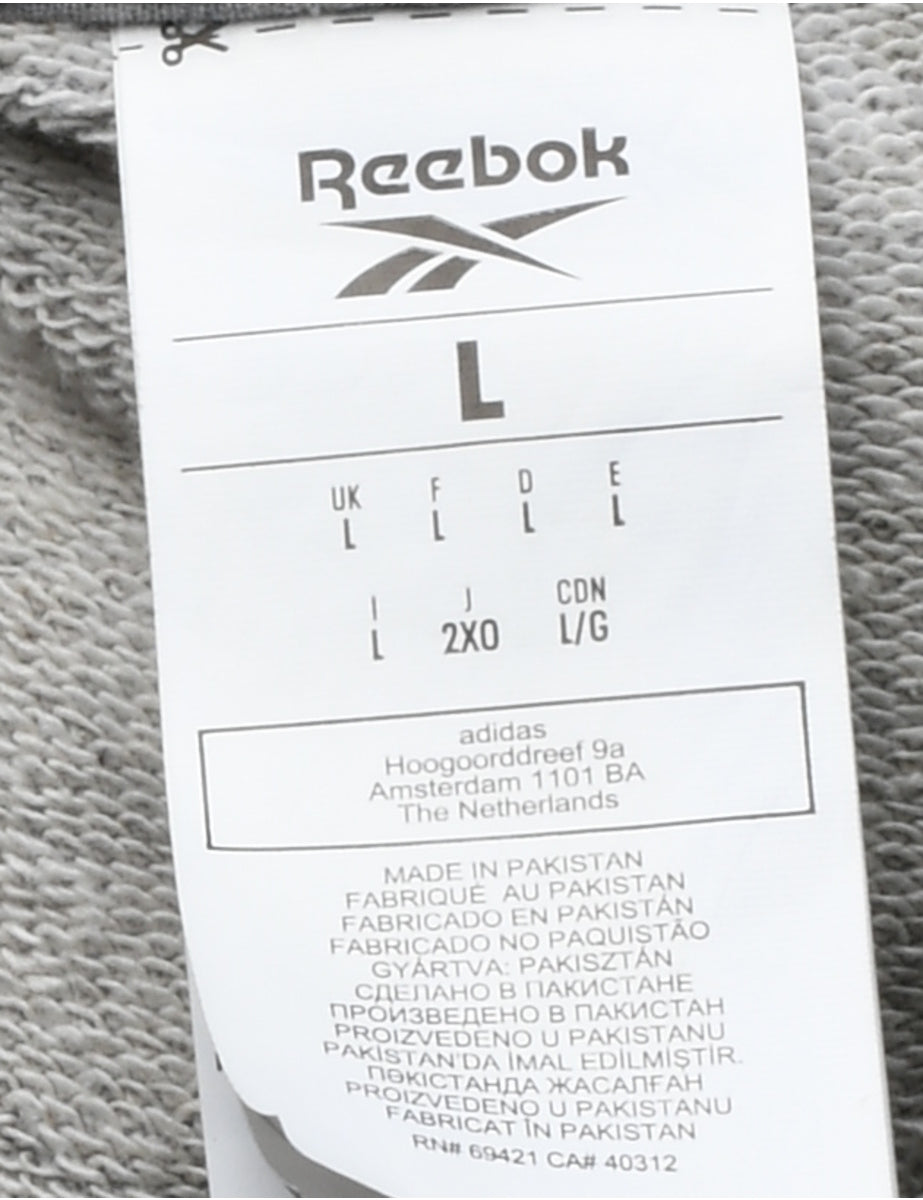 Reebok
L
UK F D E
L L L L
I J CDN
L 2XO L/G
adidas
Hoogoorddreef 9a
Amsterdam 1101 BA
The Netherlands
MADE IN PAKISTAN
FABRIQUÉ AU PAKISTAN
FABRICADO EN PAKISTÁN
FABRICADO NO PAQUISTÃO
GYÁRTVA: PAKISZTÁN
СДЕЛАНО В ПАКИСТАНЕ
ПРОИЗВЕДЕНО В ПАКИСТАН
PROIZVEDENO U PAKISTANU
PAKİSTAN'DA İMAL EDİLMİŞTİR.
ПӘКІСТАНДА ЖАСАЛҒАН
PROIZVEDENO U PAKISTANU
FABRICAT ÎN PAKISTAN
RN# 69421 CA# 40312